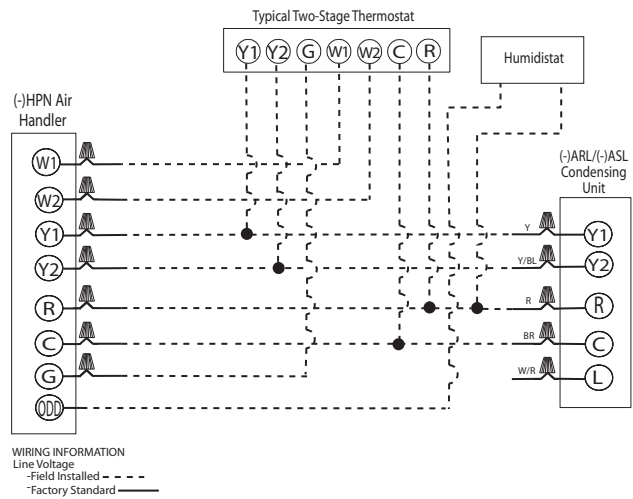 Typical Two-Stage Thermostat
Y1 Y2 G W1 W2 C R
Humidistat
(-)HPN Air
Handler
W1
W2
Y1
Y2
R
C
G
ODD
(-)ARL/(-)ASL
Condensing
Unit
Y Y1
Y/BL Y2
R R
BR C
W/R L
WIRING INFORMATION
Line Voltage
-Field Installed
-Factory Standard